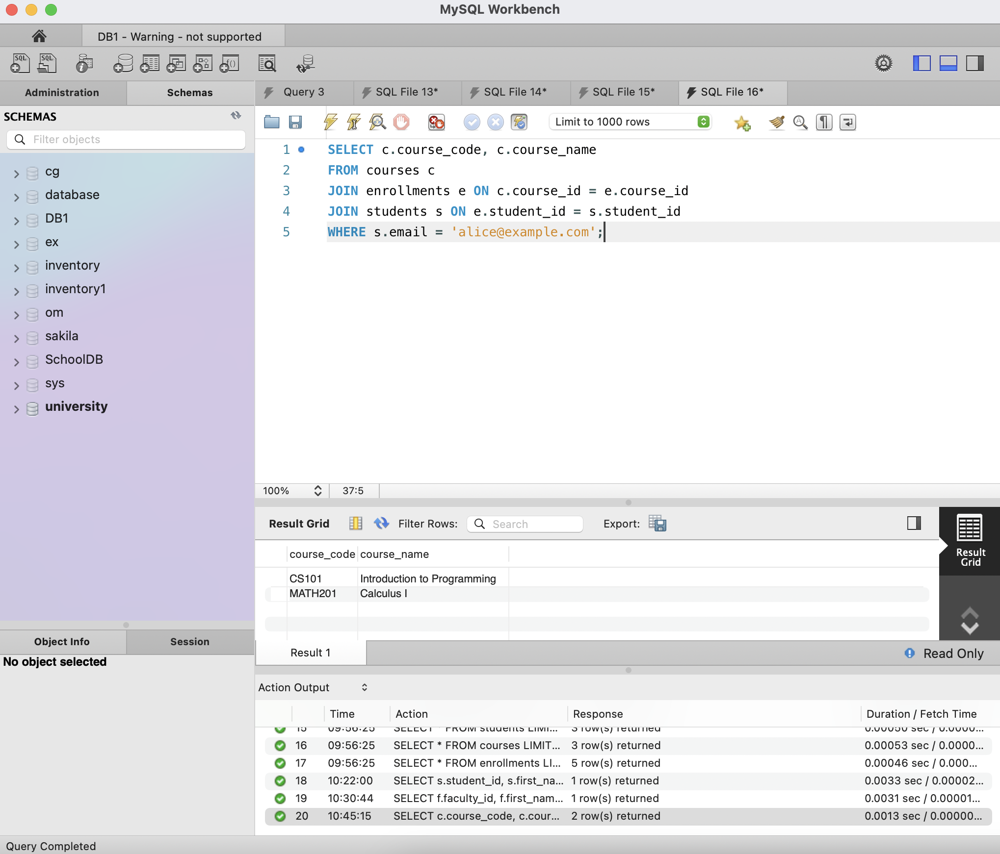 MySQL Workbench
DB1 - Warning - not supported
Administration
Schemas
Query 3
SQL File 13*
SQL File 14*
SQL File 15*
SQL File 16*
SCHEMAS
Filter objects
cg
database
DB1
ex
inventory
inventory1
om
sakila
SchoolDB
sys
university
Object Info
Session
No object selected
Limit to 1000 rows
1 SELECT c.course_code, c.course_name
2 FROM courses c
3 JOIN enrollments e ON c.course_id = e.course_id
4 JOIN students s ON e.student_id = s.student_id
5 WHERE s.email = 'alice@example.com';
100%
37:5
Result Grid
Filter Rows:
Search
Export:
Result
Grid
course_code course_name
CS101 Introduction to Programming
MATH201 Calculus I
Result 1
Read Only
Action Output
Time Action Response Duration / Fetch Time
15 09:56:25 SELECT * FROM students LIMI... 3 row(s) returned 0.00050 sec / 0.0000...
16 09:56:25 SELECT * FROM courses LIMIT... 3 row(s) returned 0.00053 sec / 0.0000...
17 09:56:25 SELECT * FROM enrollments LI... 5 row(s) returned 0.00046 sec / 0.000...
18 10:22:00 SELECT s.student_id, s.first_na... 1 row(s) returned 0.0033 sec / 0.00002...
19 10:30:44 SELECT f.faculty_id, f.first_nam... 1 row(s) returned 0.0031 sec / 0.00001...
20 10:45:15 SELECT c.course_code, c.cour... 2 row(s) returned 0.0013 sec / 0.00000...
Query Completed